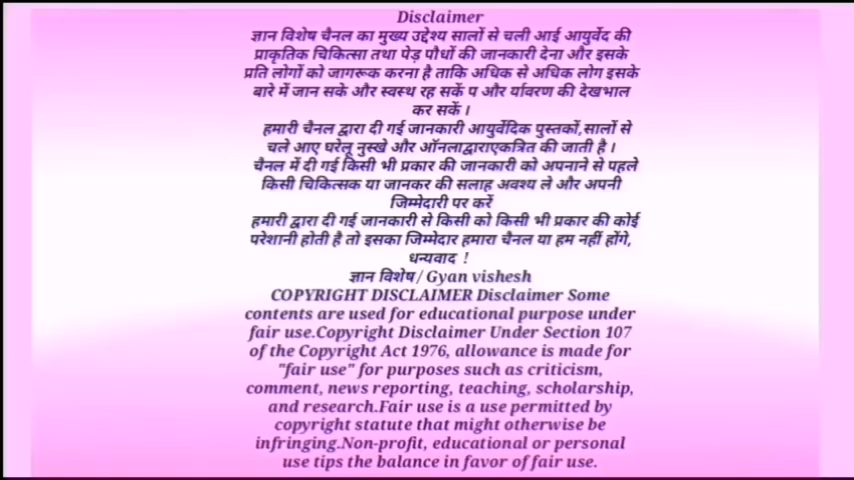 Disclaimer
ज्ञान विशेष चैनल का मुख्य उद्देश्य सालों से चली आई आयुर्वेद की
प्राकृतिक चिकित्सा तथा पेड़ पौधों की जानकारी देना और इसके
प्रति लोगों को जागरूक करना है ताकि अधिक से अधिक लोग इसके
बारे में जान सके और स्वस्थ रह सकें प और र्यावरण की देखभाल
कर सकें ।
हमारी चैनल द्वारा दी गई जानकारी आयुर्वेदिक पुस्तकों,सालों से
चले आए घरेलू नुस्खे और ऑनलाद्वाराएकत्रित की जाती है ।
चैनल में दी गई किसी भी प्रकार की जानकारी को अपनाने से पहले
किसी चिकित्सक या जानकर की सलाह अवश्य ले और अपनी
जिम्मेदारी पर करें
हमारी द्वारा दी गई जानकारी से किसी को किसी भी प्रकार की कोई
परेशानी होती है तो इसका जिम्मेदार हमारा चैनल या हम नहीं होंगे,
धन्यवाद !
ज्ञान विशेष/ Gyan vishesh
COPYRIGHT DISCLAIMER Disclaimer Some
contents are used for educational purpose under
fair use.Copyright Disclaimer Under Section 107
of the Copyright Act 1976, allowance is made for
"fair use" for purposes such as criticism,
comment, news reporting, teaching, scholarship,
and research.Fair use is a use permitted by
copyright statute that might otherwise be
infringing.Non-profit, educational or personal
use tips the balance in favor of fair use.